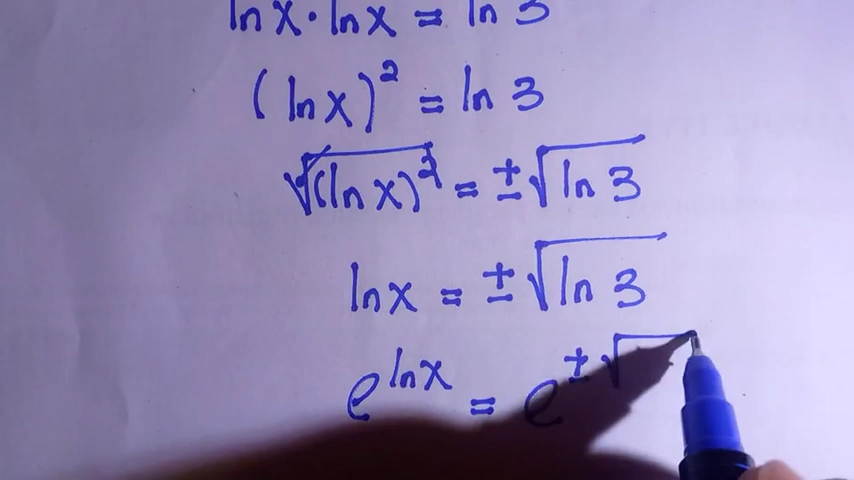 ln x · ln x = ln 3
(ln x)² = ln 3
√(ln x)² = ±√ln 3
ln x = ±√ln 3
e^ln x = e^±√